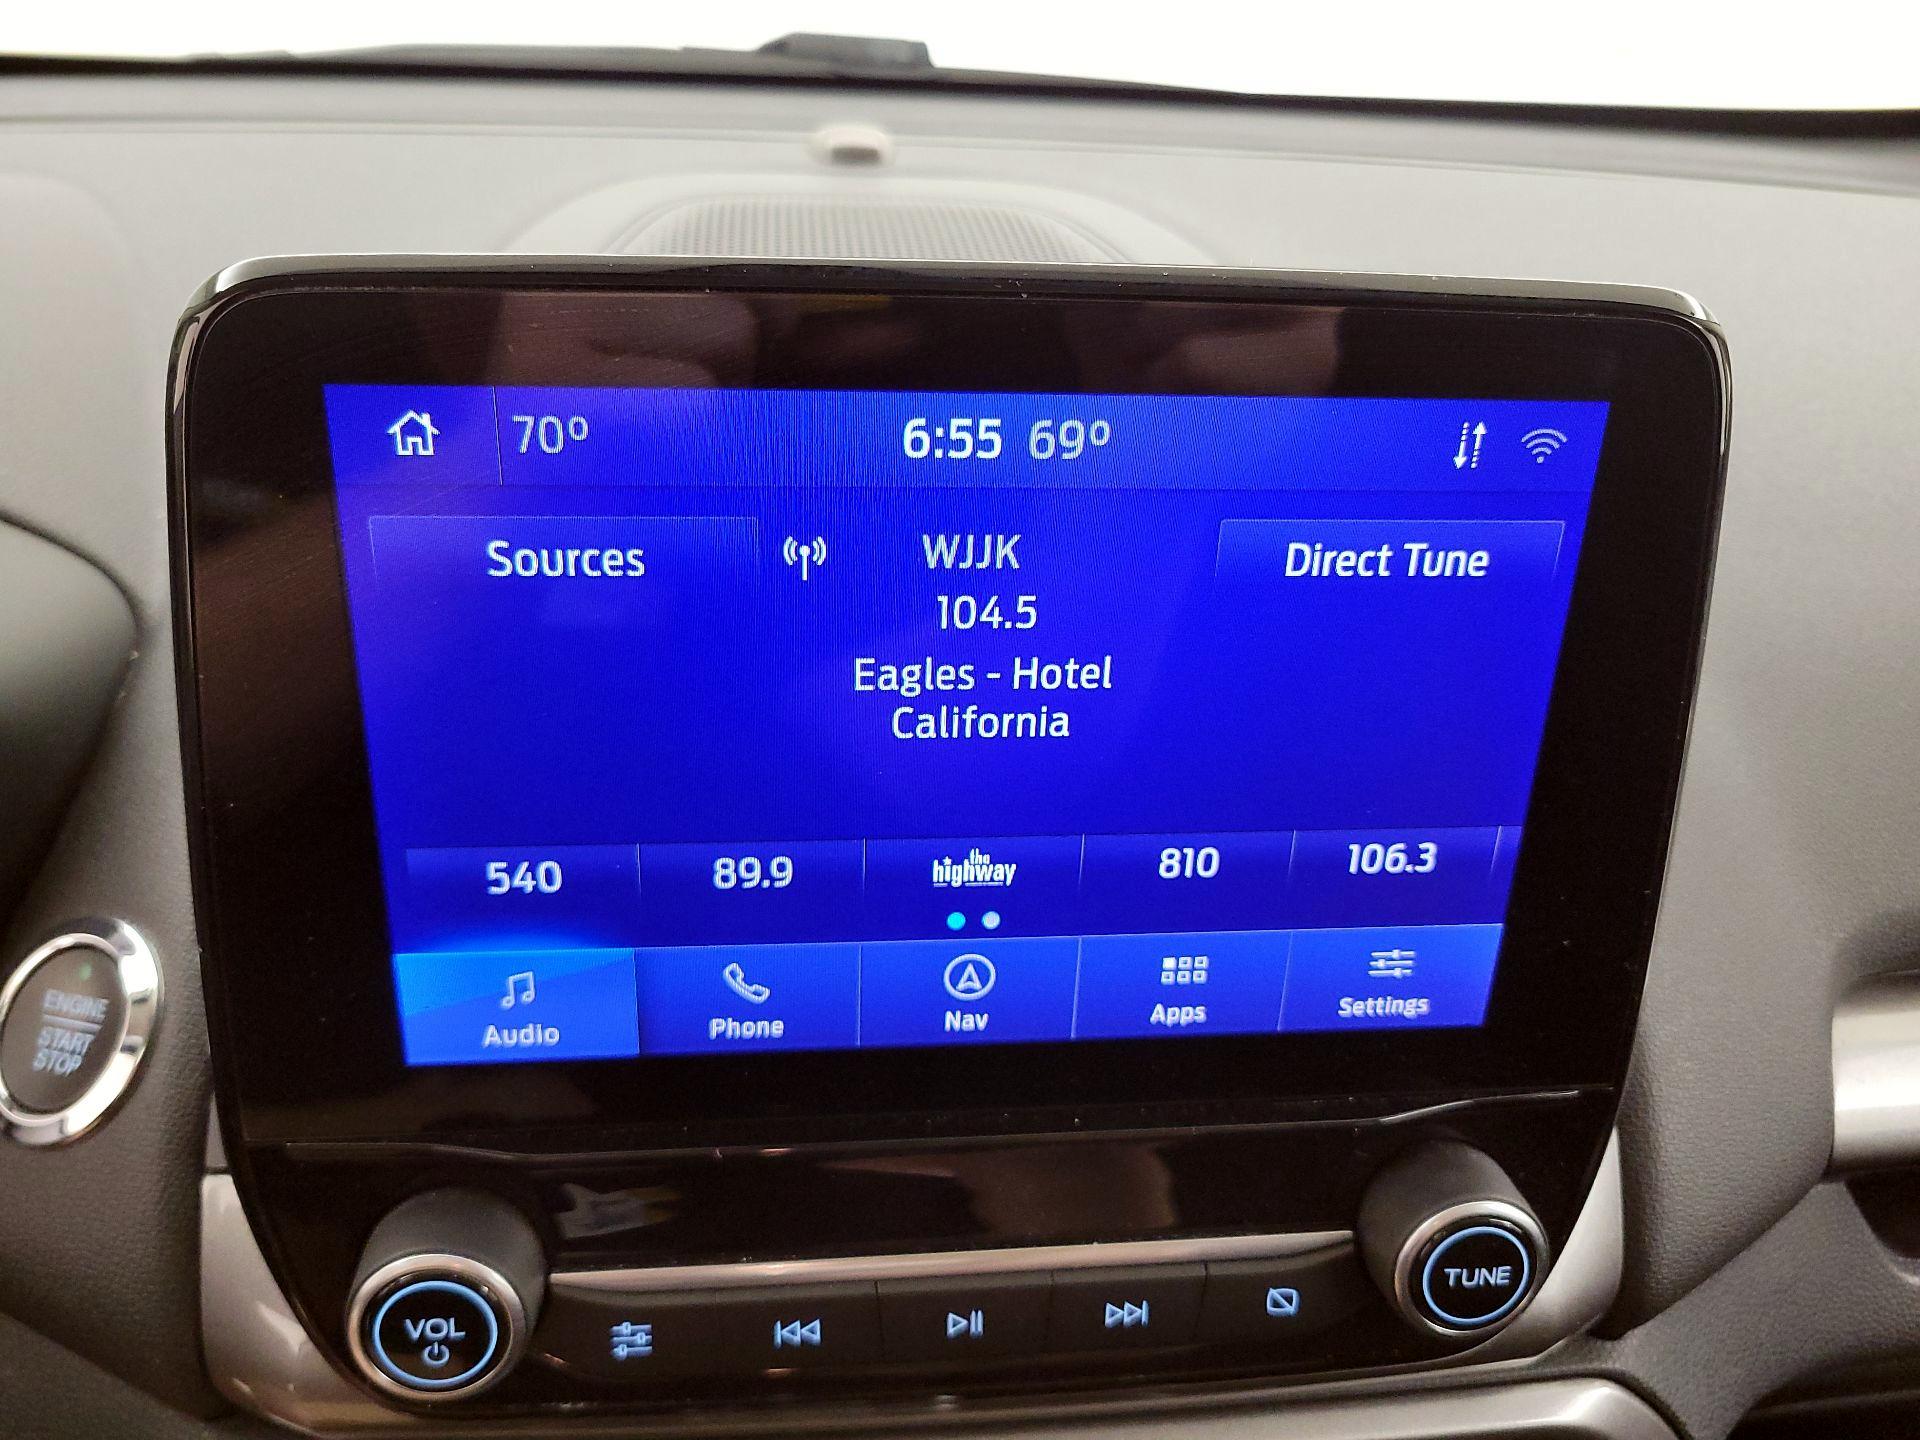 70°
6:55 69°
Sources
WJJK
Direct Tune
104.5
Eagles - Hotel
California
540
89.9
the highway
810
106.3
Audio
Phone
Nav
Apps
Settings
ENGINE
START
STOP
VOL
TUNE